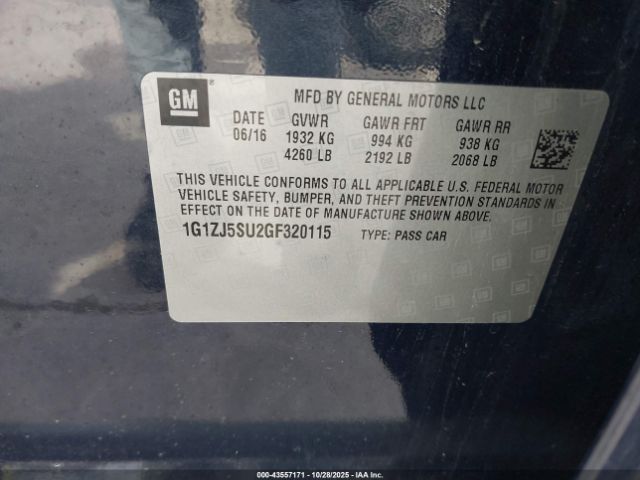 GM
MFD BY GENERAL MOTORS LLC
DATE GVWR GAWR FRT GAWR RR
06/16 1932 KG 994 KG 938 KG
4260 LB 2192 LB 2068 LB
THIS VEHICLE CONFORMS TO ALL APPLICABLE U.S. FEDERAL MOTOR
VEHICLE SAFETY, BUMPER, AND THEFT PREVENTION STANDARDS IN
EFFECT ON THE DATE OF MANUFACTURE SHOWN ABOVE.
1G1ZJ5SU2GF320115 TYPE: PASS CAR
000-43557171 | 10/28/2025 - IAA Inc.